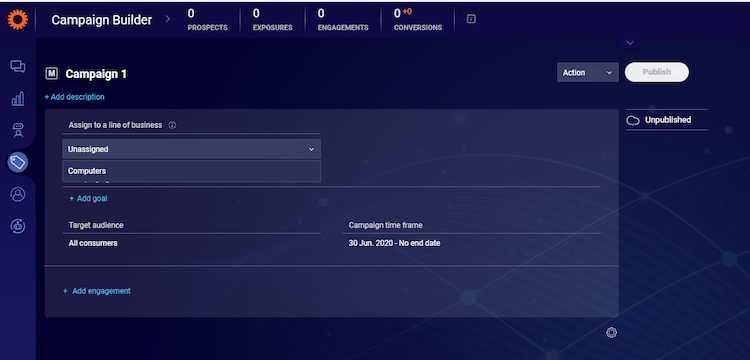 Campaign Builder
0
PROSPECTS
0
EXPOSURES
0
ENGAGEMENTS
0 +0
CONVERSIONS
M Campaign 1
Action
Publish
+ Add description
Unpublished
Assign to a line of business
Unassigned
Computers
+ Add goal
Target audience
Campaign time frame
All consumers
30 Jun. 2020 - No end date
+ Add engagement